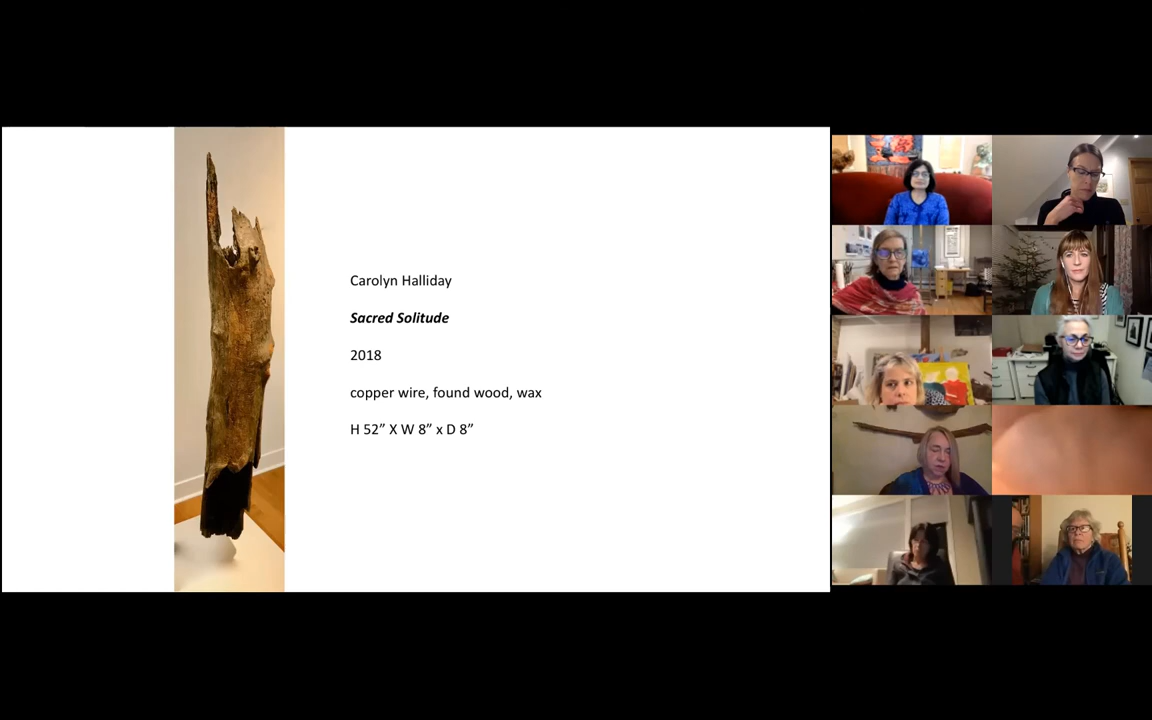 Carolyn Halliday
Sacred Solitude
2018
copper wire, found wood, wax
H 52” X W 8” x D 8”